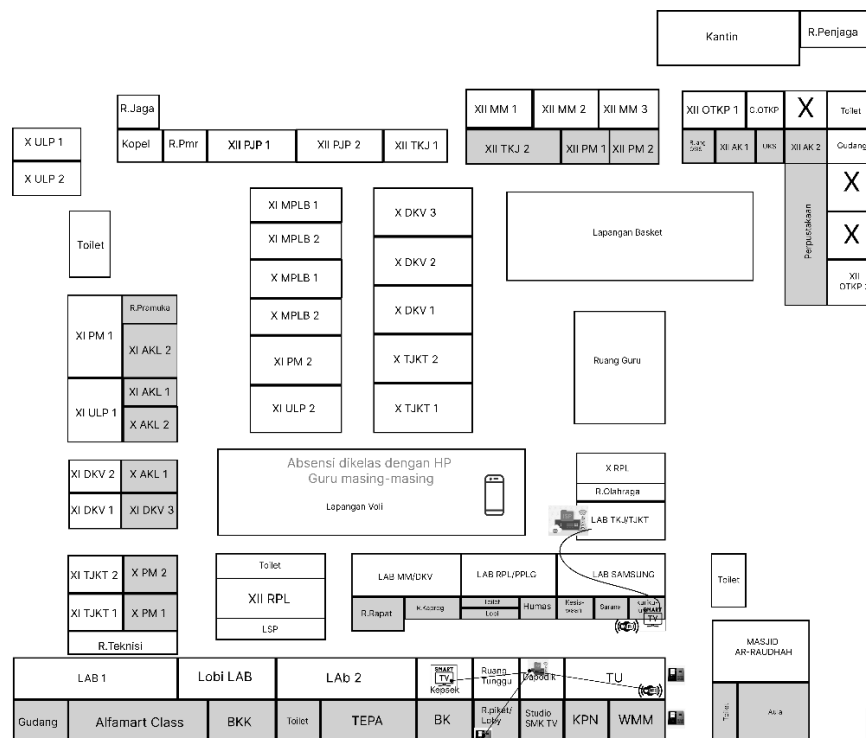 Kantin
R.Penjaga
R.Jaga
XII MM 1
XII MM 2
XII MM 3
XII OTKP 1
C.OTKP
X
Toilet
X ULP 1
X ULP 2
Kopel
R.Pmr
XII PJP 1
XII PJP 2
XII TKJ 1
XII TKJ 2
XII PM 1
XII PM 2
XII AK 1
UKS
XII AK 2
Gudang
X
X
XII
Perpustakaan
Toilet
XI MPLB 1
XI MPLB 2
X MPLB 1
X MPLB 2
XI PM 2
XI ULP 2
X DKV 3
X DKV 2
X DKV 1
X TJKT 2
X TJKT 1
Lapangan Basket
Ruang Guru
XI PM 1
R.Pramuka
XI AKL 2
XI ULP 1
XI AKL 1
X AKL 2
XI DKV 2
X AKL 1
XI DKV 1
XI DKV 3
Absensi dikelas dengan HP
Guru masing-masing
Lapangan Voli
X RPL
R.Olahraga
LAB TKJ/TJKT
XI TJKT 2
X PM 2
XI TJKT 1
X PM 1
R.Teknisi
Toilet
XII RPL
LSP
LAB MM/DKV
LAB RPL/PPLG
LAB SAMSUNG
R.Rapat
Toilet
Humas
SMART
TV
Toilet
MASJID
AR-RAUDHAH
Toilet
LAB 1
Lobi LAB
LAb 2
SMART
TV
Kepsek
Ruang
Tunggu
Dapodik
TU
Gudang
Alfamart Class
BKK
Toilet
TEPA
BK
R.piket/
Loby
Studio
SMK TV
KPN
WMM